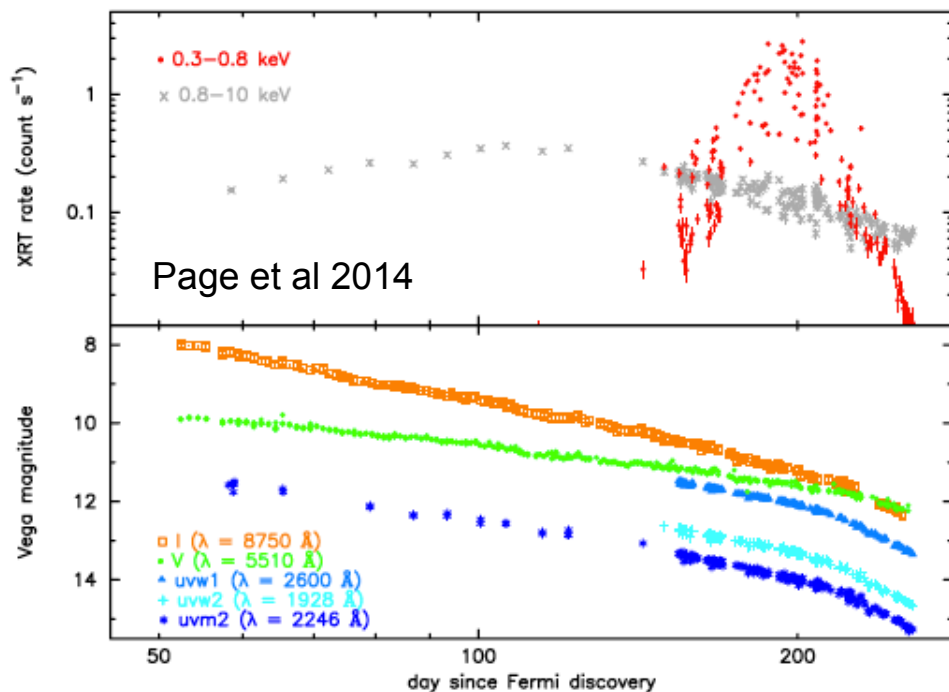 XRT rate (count s⁻¹)
1
0.1
0.3−0.8 keV
0.8−10 keV
Page et al 2014
Vega magnitude
8
10
12
14
I (λ = 8750 Å)
V (λ = 5510 Å)
uvw1 (λ = 2600 Å)
uvw2 (λ = 1928 Å)
uvm2 (λ = 2246 Å)
50
100
200
day since Fermi discovery